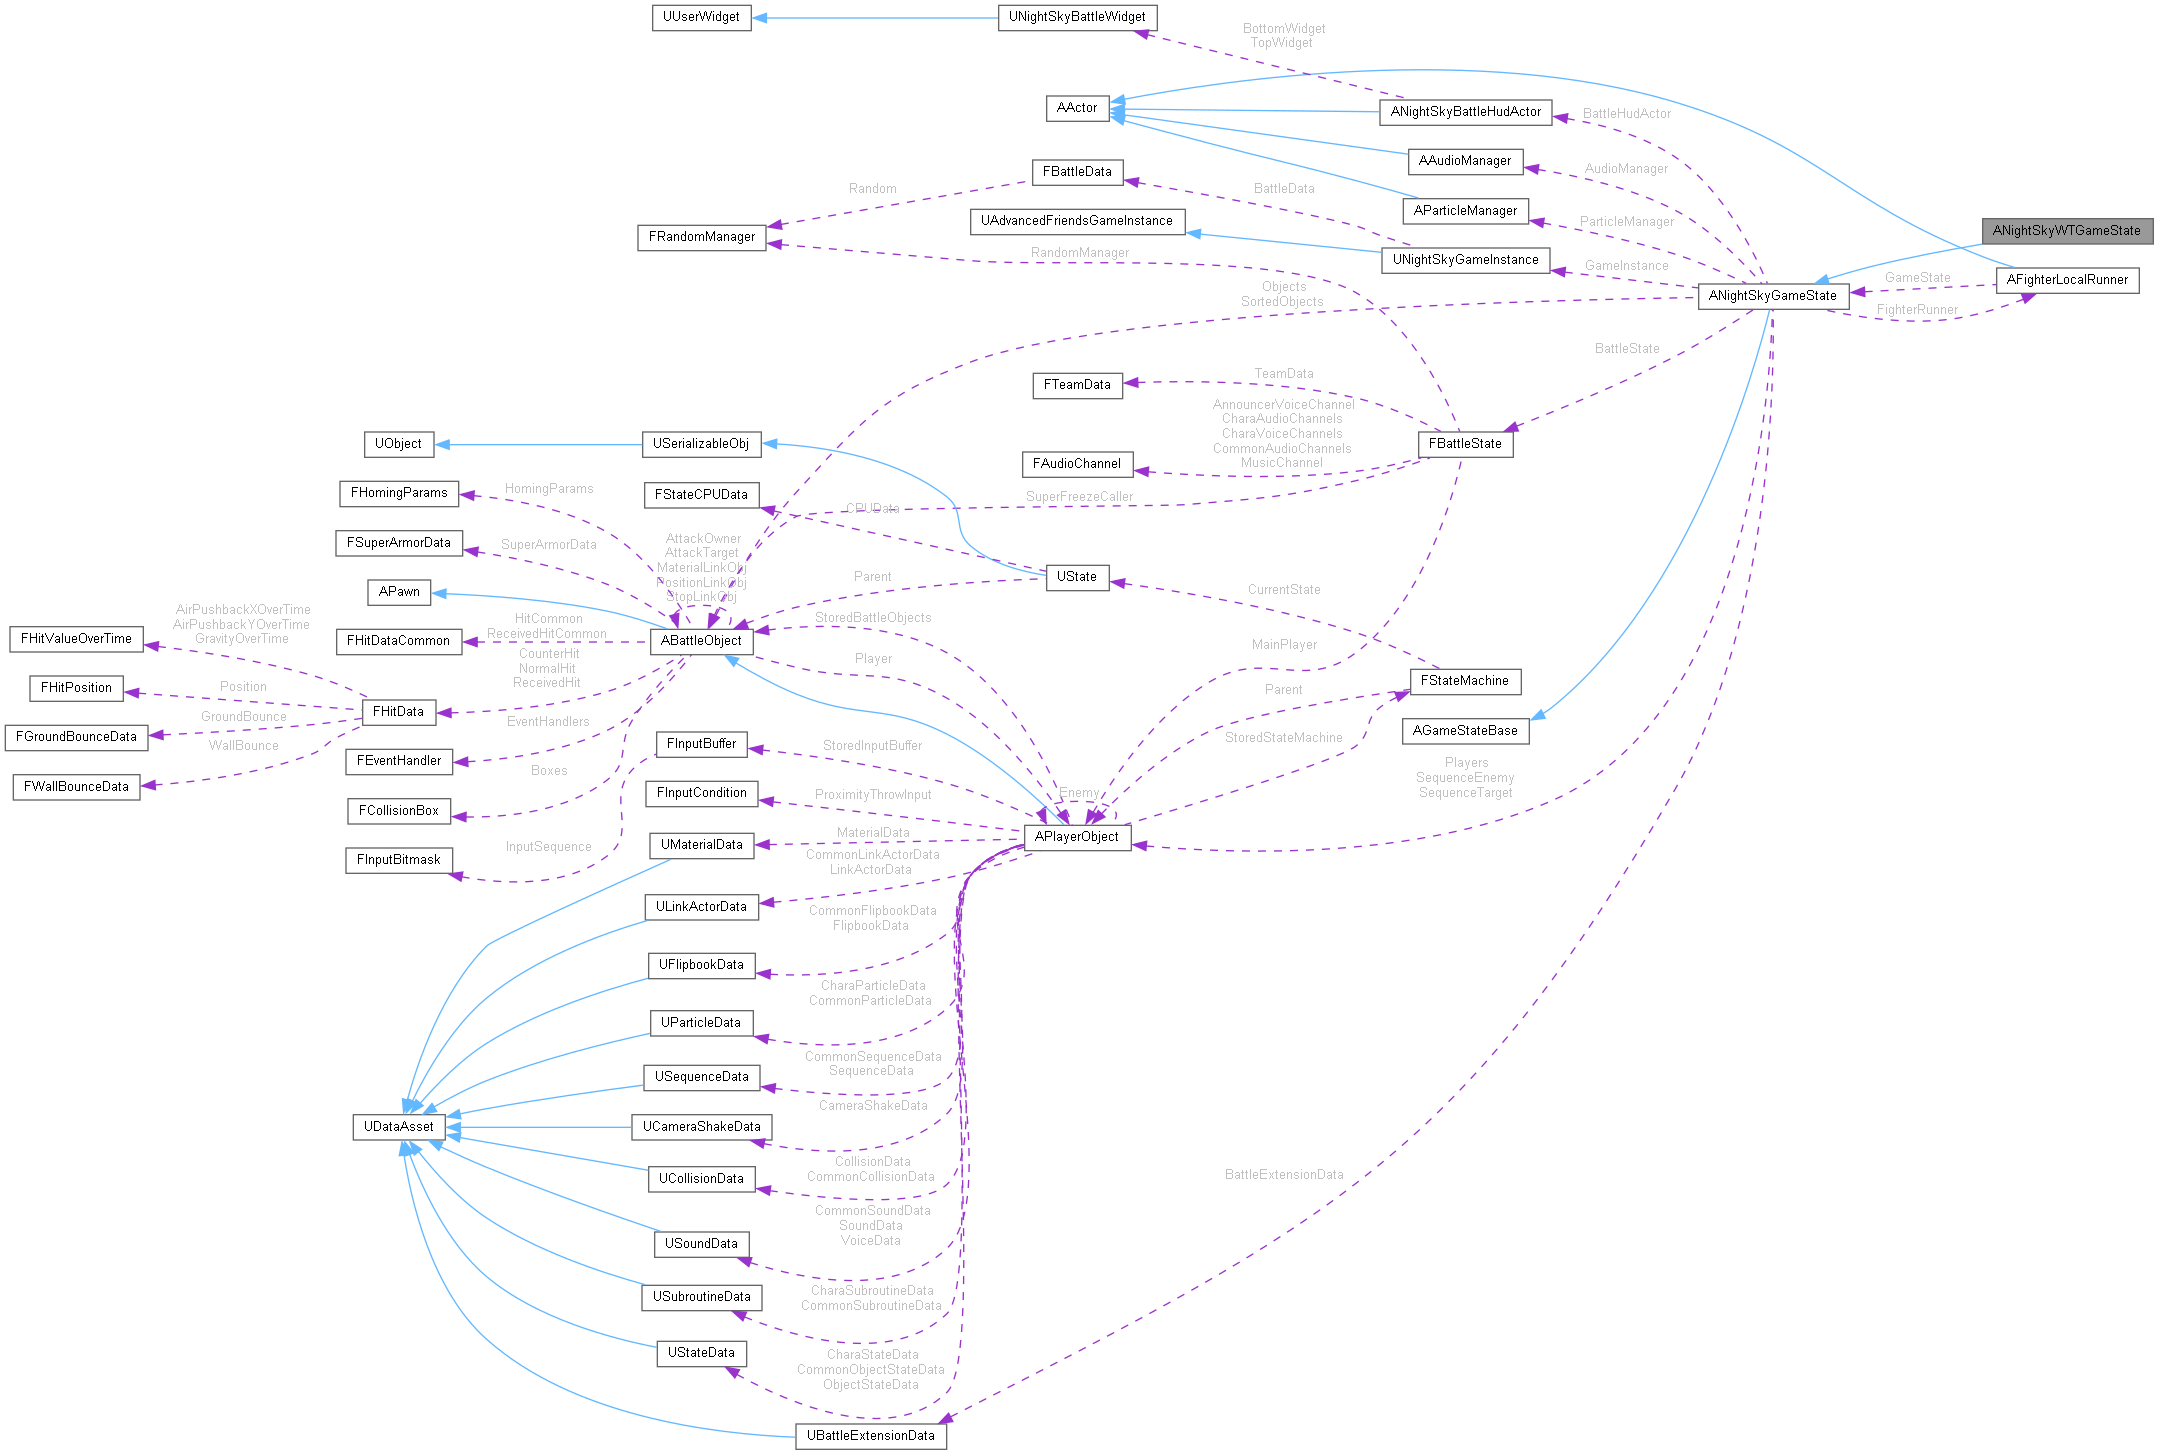 UUserWidget
UNightSkyBattleWidget
BottomWidget
TopWidget
AActor
ANightSkyBattleHudActor
BattleHudActor
AAudioManager
AudioManager
FBattleData
Random
BattleData
AParticleManager
ParticleManager
UAdvancedFriendsGameInstance
FRandomManager
RandomManager
UNightSkyGameInstance
GameInstance
ANightSkyWTGameState
GameState
AFighterLocalRunner
ANightSkyGameState
FighterRunner
Objects
SortedObjects
BattleState
FTeamData
TeamData
AnnouncerVoiceChannel
CharaAudioChannels
CharaVoiceChannels
CommonAudioChannels
MusicChannel
FBattleState
FAudioChannel
UObject
USerializableObj
FHomingParams
HomingParams
FStateCPUData
SuperFreezeCaller
CPUData
FSuperArmorData
SuperArmorData
AttackOwner
AttackTarget
MaterialLinkObj
PositionLinkObj
StopLinkObj
Parent
UState
APawn
CurrentState
AirPushbackXOverTime
AirPushbackYOverTime
GravityOverTime
FHitValueOverTime
HitCommon
ReceivedHitCommon
FHitDataCommon
ABattleObject
StoredBattleObjects
CounterHit
NormalHit
ReceivedHit
Player
MainPlayer
FHitPosition
Position
FStateMachine
Parent
FHitData
GroundBounce
FGroundBounceData
EventHandlers
WallBounce
FInputBuffer
StoredInputBuffer
StoredStateMachine
AGameStateBase
FEventHandler
Boxes
FWallBounceData
FInputCondition
ProximityThrowInput
Enemy
Players
SequenceEnemy
SequenceTarget
FCollisionBox
APlayerObject
InputSequence
UMaterialData
MaterialData
FInputBitmask
CommonLinkActorData
LinkActorData
ULinkActorData
CommonFlipbookData
FlipbookData
UFlipbookData
CharaParticleData
CommonParticleData
UParticleData
CommonSequenceData
SequenceData
USequenceData
CameraShakeData
UDataAsset
UCameraShakeData
CollisionData
CommonCollisionData
UCollisionData
BattleExtensionData
CommonSoundData
SoundData
VoiceData
USoundData
CharaSubroutineData
CommonSubroutineData
USubroutineData
CharaStateData
CommonObjectStateData
ObjectStateData
UStateData
UBattleExtensionData